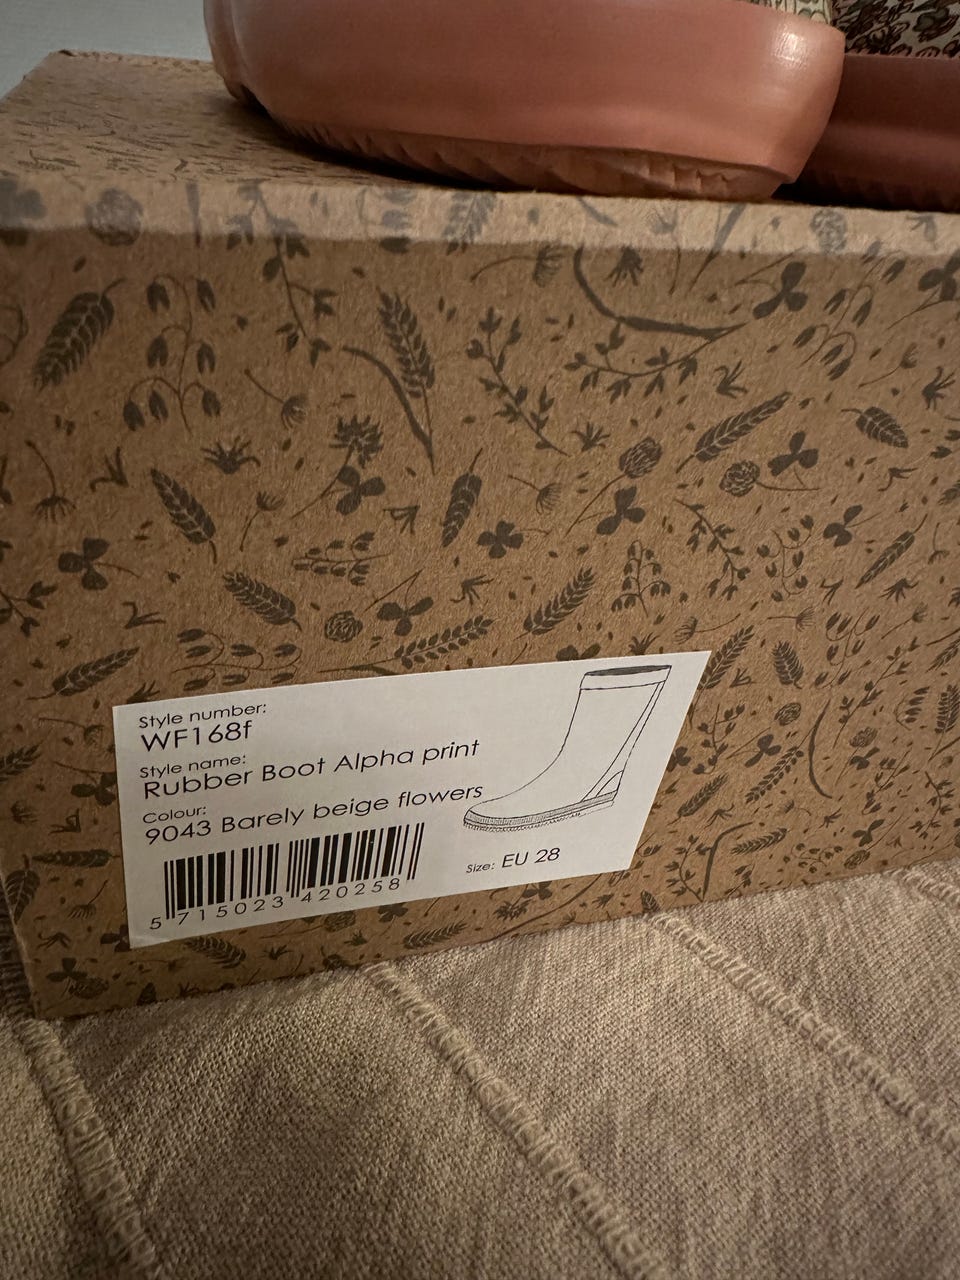 Style number:
WF168f
Style name:
Rubber Boot Alpha print
Colour:
9043 Barely beige flowers
5 715023 420258
Size: EU 28